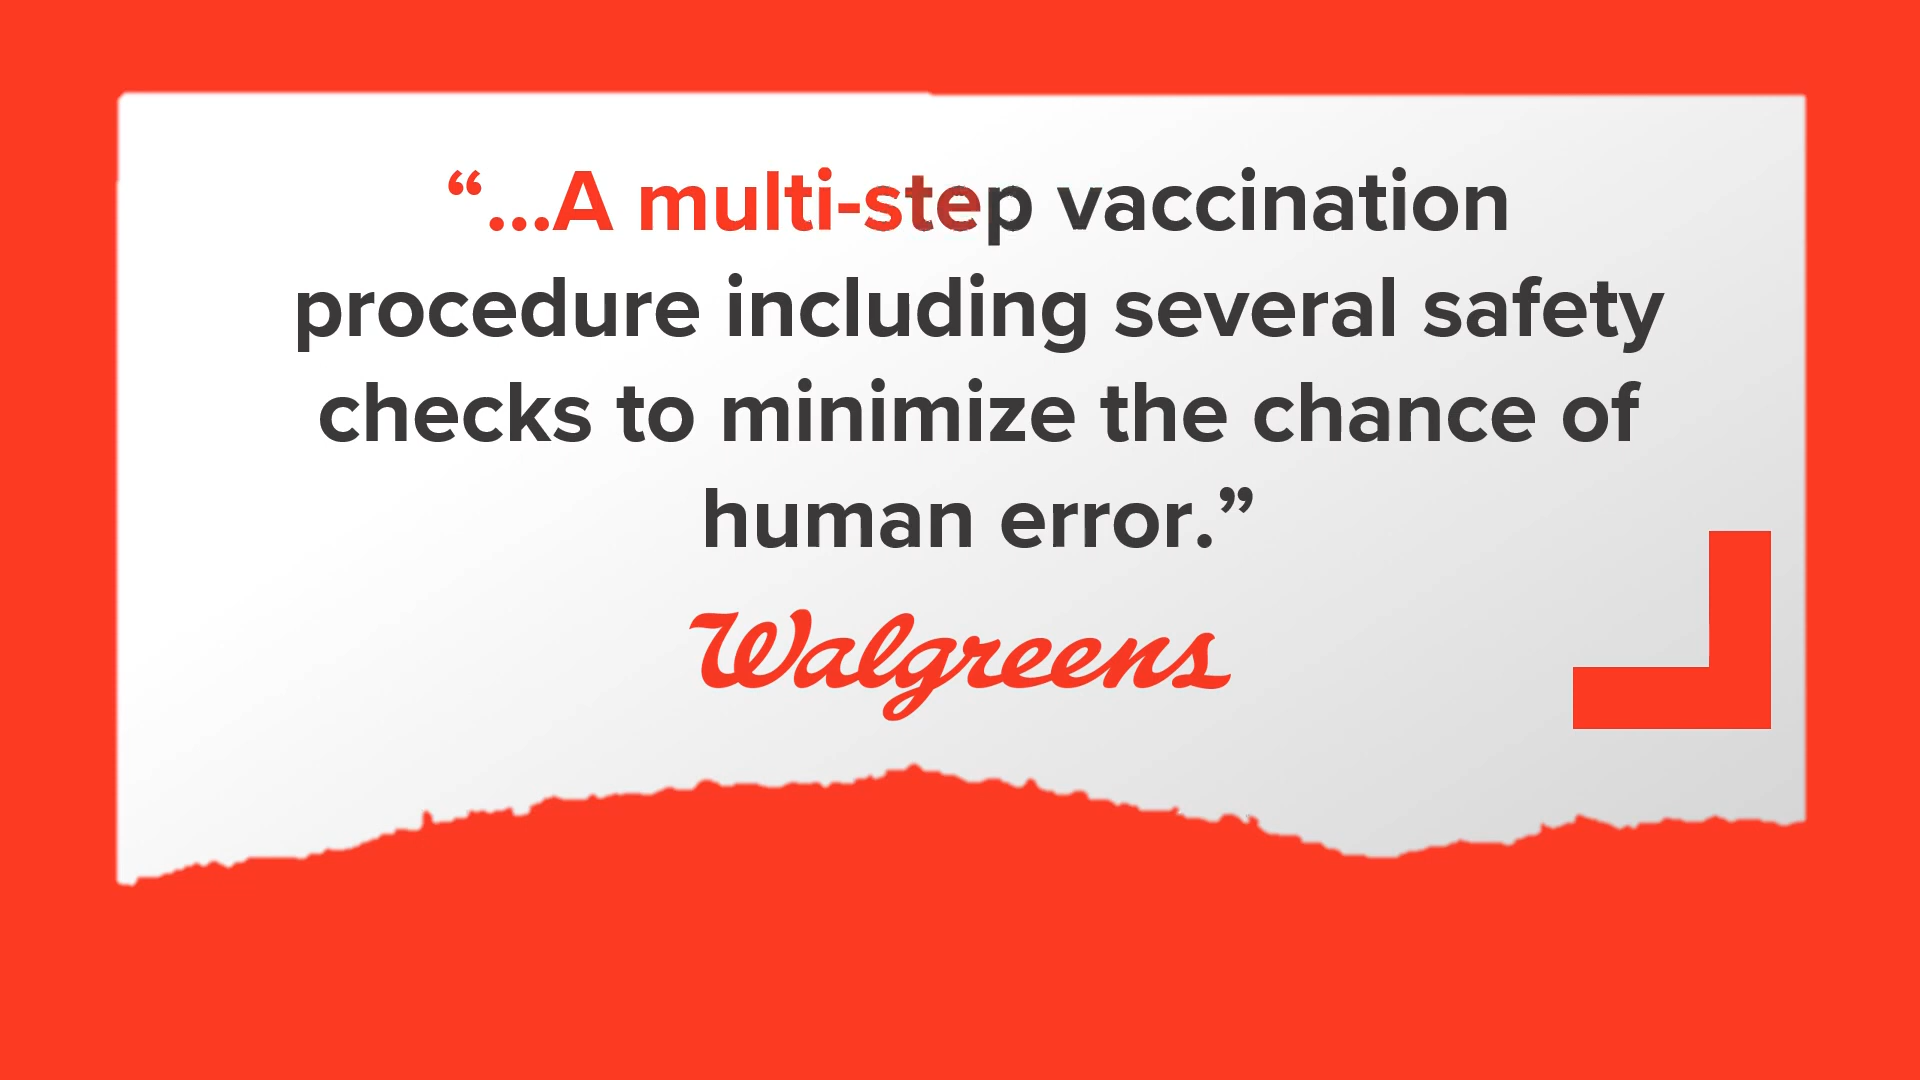 “...A multi-step vaccination
procedure including several safety
checks to minimize the chance of
human error.”
Walgreens